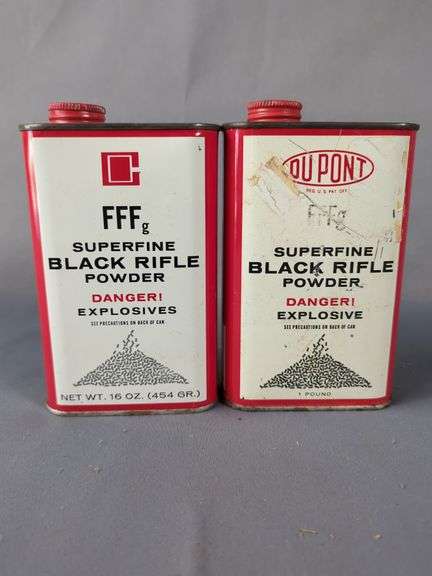 FFFg
SUPERFINE
BLACK RIFLE
POWDER
DANGER!
EXPLOSIVES
SEE PRECAUTIONS ON BACK OF CAN
NET WT. 16 OZ. (454 GR.)
DU PONT
REG. U.S. PAT. OFF.
FFFg
SUPERFINE
BLACK RIFLE
POWDER
DANGER!
EXPLOSIVE
SEE PRECAUTIONS ON BACK OF CAN
1 POUND